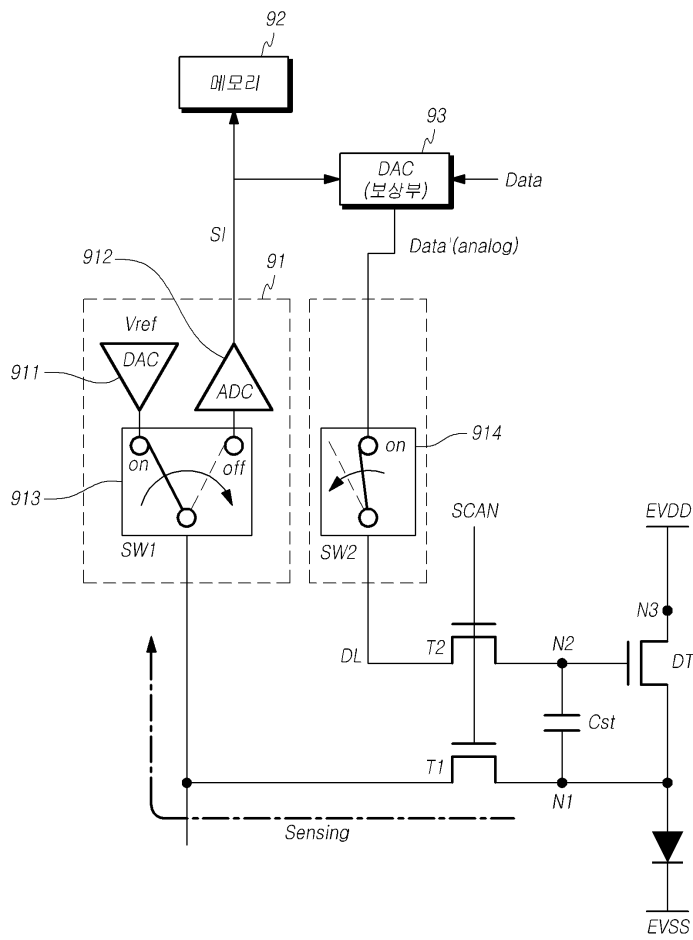 92
메모리
93
DAC
(보상부)
Data
SI
Data'(analog)
912
91
Vref
DAC
911
ADC
on
off
on
914
913
SW1
SW2
SCAN
EVDD
N3
DL
T2
N2
DT
Cst
T1
N1
Sensing
EVSS